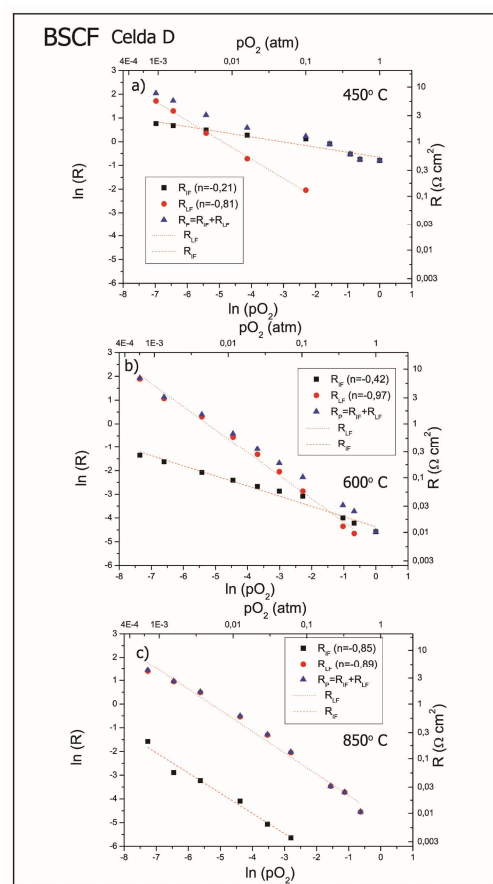 BSCF Celda D
pO2 (atm)
4E-4 1E-3 0,01 0,1 1
a)
450º C
3
2
1
0
-1
-2
-3
-4
-5
-6
ln (R)
10
5
3
1
0,5
0,3
0,1
0,01
0,003
R (Ω cm2)
RIF (n=-0,21)
RLF (n=-0,81)
RP=RIF+RLF
RLF
RIF
-8 -7 -6 -5 -4 -3 -2 -1 0 1
ln (pO2)
pO2 (atm)
4E-4 1E-3 0,01 0,1 1
b)
3
2
1
0
-1
-2
-3
-4
-5
-6
ln (R)
RIF (n=-0,42)
RLF (n=-0,97)
RP=RIF+RLF
RLF
RIF
600º C
10
3
1
0,3
0,1
0,03
0,01
0,003
R (Ω cm2)
-8 -7 -6 -5 -4 -3 -2 -1 0 1
ln (pO2)
pO2 (atm)
4E-4 1E-3 0,01 0,1 1
c)
3
2
1
0
-1
-2
-3
-4
-5
-6
ln (R)
RIF (n=-0,85)
RLF (n=-0,89)
RP=RIF+RLF
RLF
RIF
850º C
10
3
1
0,3
0,1
0,03
0,01
0,003
R (Ω cm2)
-8 -7 -6 -5 -4 -3 -2 -1 0 1
ln (pO2)